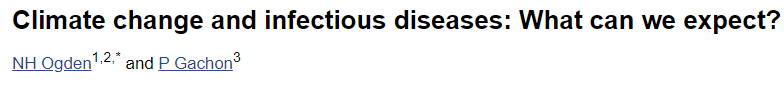 Climate change and infectious diseases: What can we expect?
NH Ogden1,2,* and P Gachon3